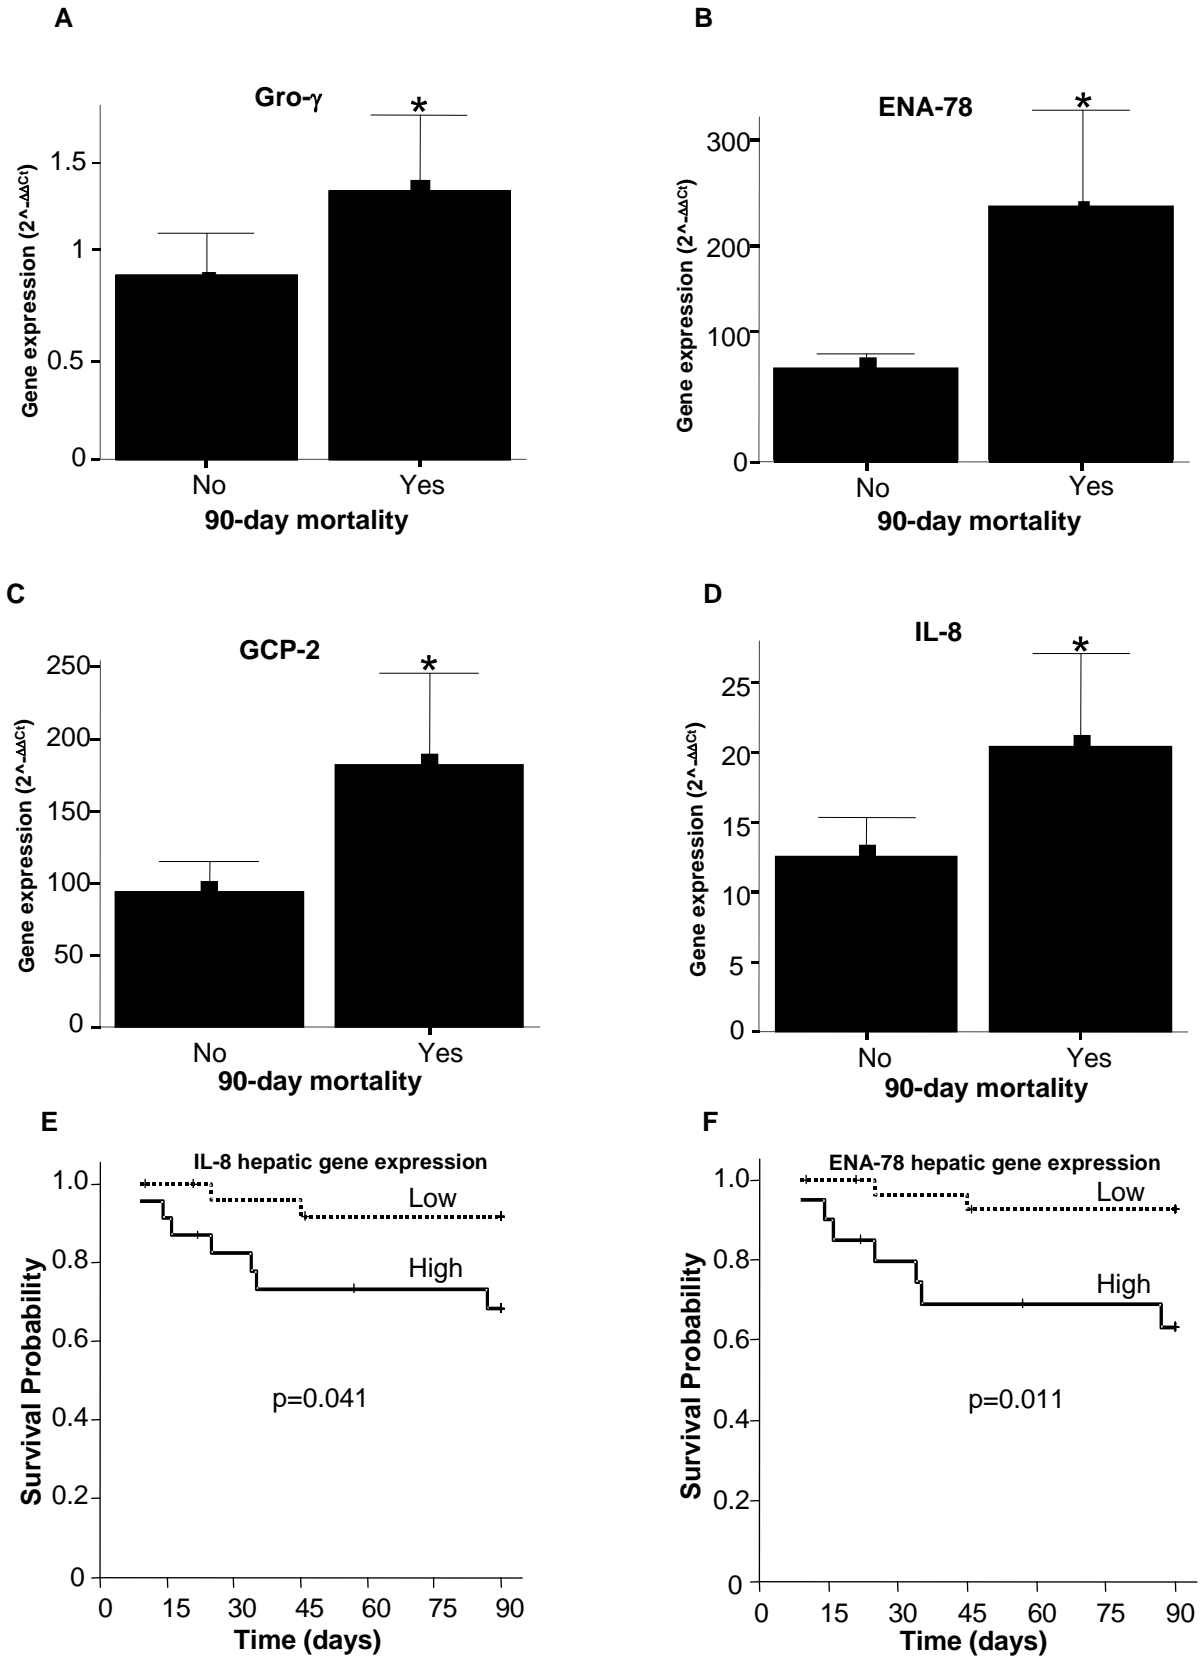 A
Gro-γ
*
Gene expression (2^-ΔΔCt)
1.5
1
0.5
0
No Yes
90-day mortality
B
ENA-78
*
Gene expression (2^-ΔΔCt)
300
200
100
0
No Yes
90-day mortality
C
GCP-2
*
Gene expression (2^-ΔΔCt)
250
200
150
100
50
0
No Yes
90-day mortality
D
IL-8
*
Gene expression (2^-ΔΔCt)
25
20
15
10
5
0
No Yes
90-day mortality
E
IL-8 hepatic gene expression
Survival Probability
1.0
0.8
0.6
0.4
0.2
0
Low
High
p=0.041
0 15 30 45 60 75 90
Time (days)
F
ENA-78 hepatic gene expression
Survival Probability
1.0
0.8
0.6
0.4
0.2
0
Low
High
p=0.011
0 15 30 45 60 75 90
Time (days)